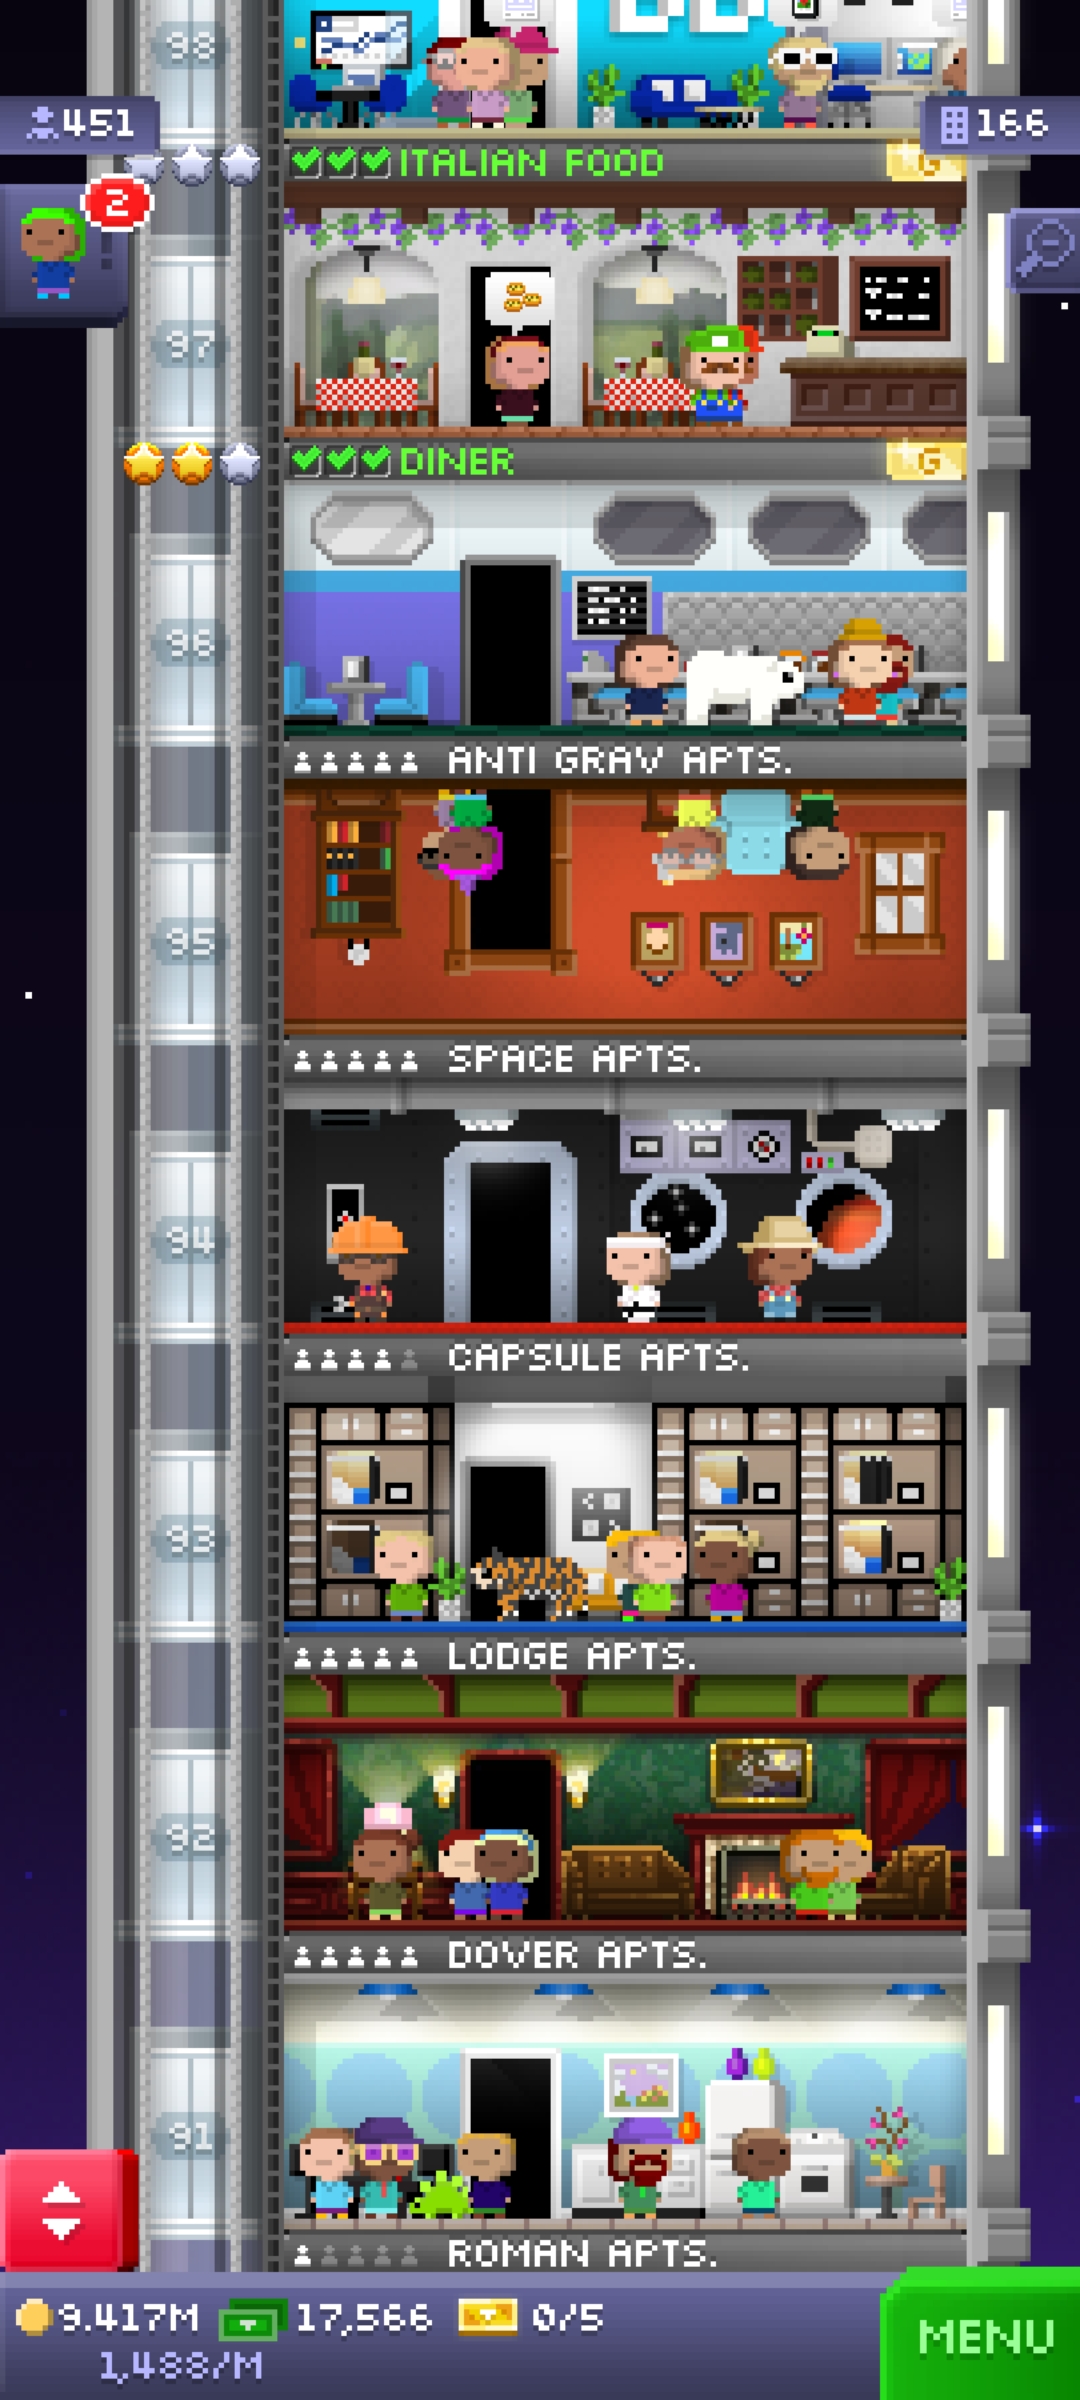 98
451
166
ITALIAN FOOD
G
2
97
DINER
G
96
ANTI GRAV APTS.
95
SPACE APTS.
94
CAPSULE APTS.
93
LODGE APTS.
92
DOVER APTS.
91
ROMAN APTS.
9.417M 17,566 0/5
1,488/M
MENU